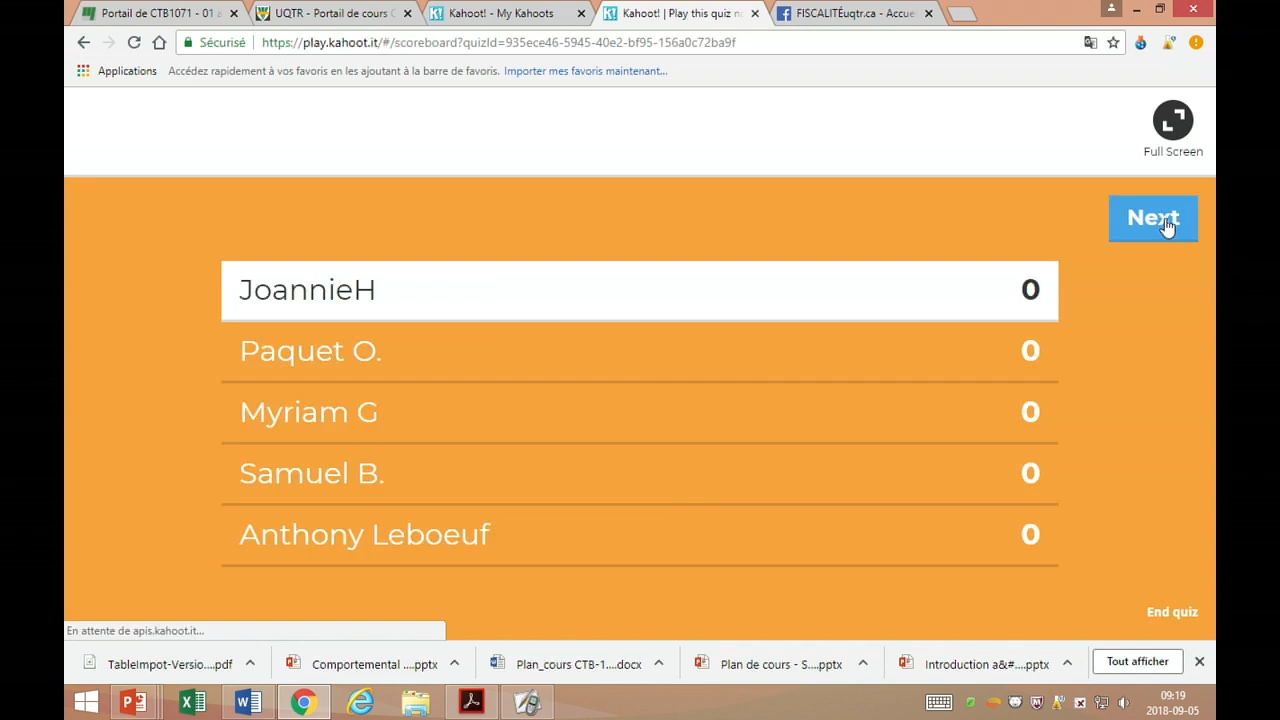 Portail de CTB1071 - 01
UQTR - Portail de cours
Kahoot! - My Kahoots
Kahoot! | Play this quiz n
FISCALITÉuqtr.ca - Accue
Sécurisé
https://play.kahoot.it/#/scoreboard?quizId=935ece46-5945-40e2-bf95-156a0c72ba9f
Applications
Accédez rapidement à vos favoris en les ajoutant à la barre de favoris.
Importer mes favoris maintenant...
Full Screen
Next
JoannieH 0
Paquet O. 0
Myriam G 0
Samuel B. 0
Anthony Leboeuf 0
End quiz
En attente de apis.kahoot.it...
TableImpot-Versio....pdf
Comportemental ....pptx
Plan_cours CTB-1....docx
Plan de cours - S....pptx
Introduction a&#....pptx
Tout afficher
09:19
2018-09-05